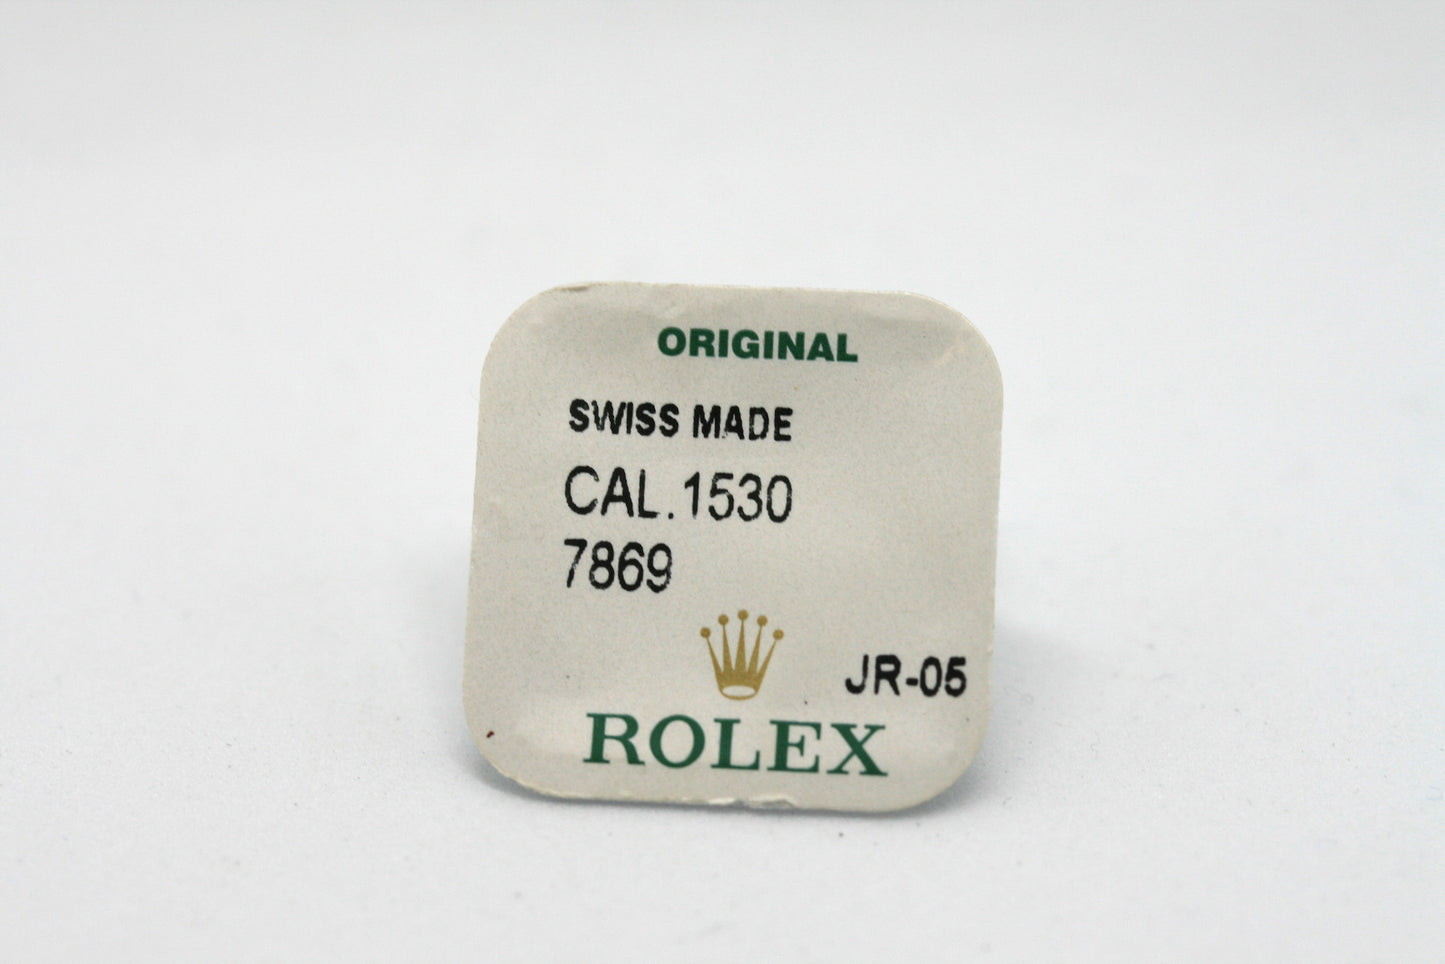 ORIGINAL
SWISS MADE
CAL.1530
7869
JR-05
ROLEX